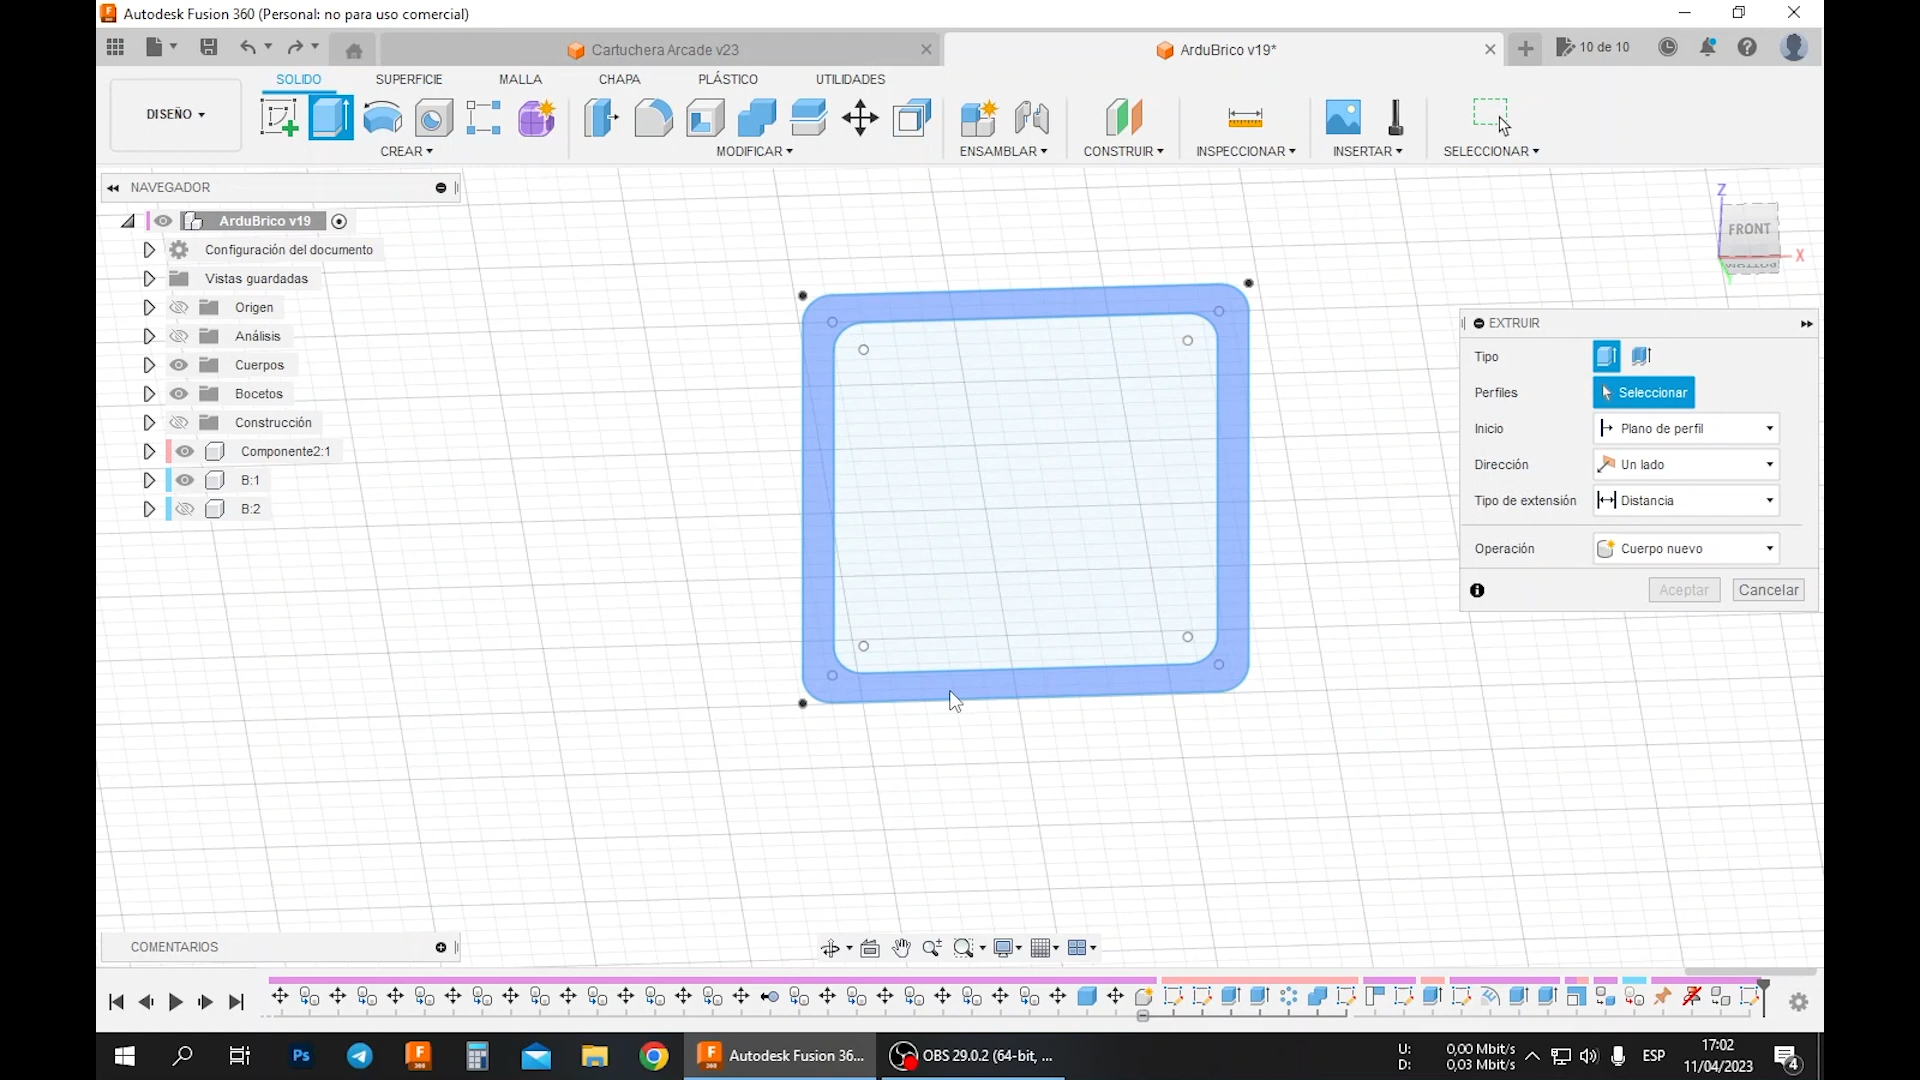 Autodesk Fusion 360 (Personal: no para uso comercial)
Cartuchera Arcade v23
ArduBrico v19*
10 de 10
DISEÑO
SOLIDO
SUPERFICIE
MALLA
CHAPA
PLÁSTICO
UTILIDADES
CREAR
MODIFICAR
ENSAMBLAR
CONSTRUIR
INSPECCIONAR
INSERTAR
SELECCIONAR
NAVEGADOR
ArduBrico v19
Configuración del documento
Vistas guardadas
Origen
Análisis
Cuerpos
Bocetos
Construcción
Componente2:1
B:1
B:2
Z
FRONT
BOTTOM
X
EXTRUIR
Tipo
Perfiles
Seleccionar
Inicio
Plano de perfil
Dirección
Un lado
Tipo de extensión
Distancia
Operación
Cuerpo nuevo
Aceptar
Cancelar
COMENTARIOS
Ps
F
360
Autodesk Fusion 36...
OBS 29.0.2 (64-bit, ...
U: 0,00 Mbit/s
D: 0,03 Mbit/s
ESP
17:02
11/04/2023
4